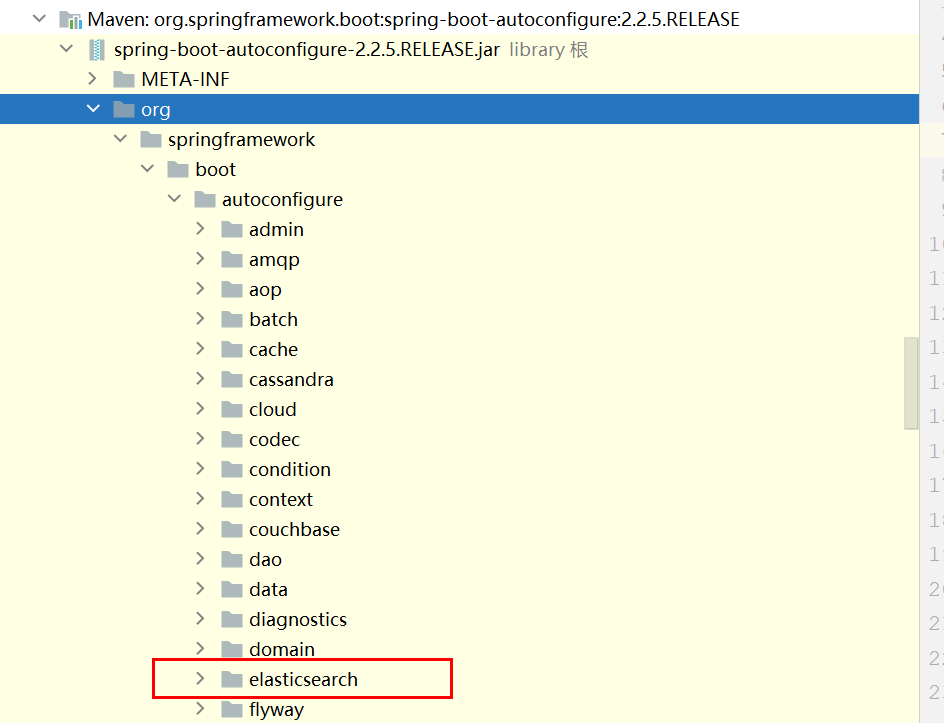 Maven: org.springframework.boot:spring-boot-autoconfigure:2.2.5.RELEASE
spring-boot-autoconfigure-2.2.5.RELEASE.jar library 根
META-INF
org
springframework
boot
autoconfigure
admin
amqp
aop
batch
cache
cassandra
cloud
codec
condition
context
couchbase
dao
data
diagnostics
domain
elasticsearch
flyway